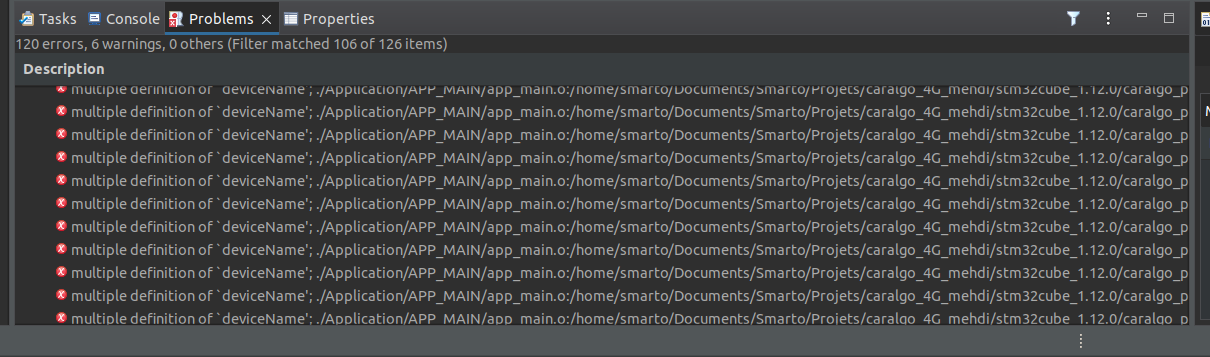 Tasks Console Problems Properties
120 errors, 6 warnings, 0 others (Filter matched 106 of 126 items)
Description
multiple definition of `deviceName'; ./Application/APP_MAIN/app_main.o:/home/smarto/Documents/Smarto/Projets/caralgo_4G_mehdi/stm32cube_1.12.0/caralgo_p
multiple definition of `deviceName'; ./Application/APP_MAIN/app_main.o:/home/smarto/Documents/Smarto/Projets/caralgo_4G_mehdi/stm32cube_1.12.0/caralgo_p
multiple definition of `deviceName'; ./Application/APP_MAIN/app_main.o:/home/smarto/Documents/Smarto/Projets/caralgo_4G_mehdi/stm32cube_1.12.0/caralgo_p
multiple definition of `deviceName'; ./Application/APP_MAIN/app_main.o:/home/smarto/Documents/Smarto/Projets/caralgo_4G_mehdi/stm32cube_1.12.0/caralgo_p
multiple definition of `deviceName'; ./Application/APP_MAIN/app_main.o:/home/smarto/Documents/Smarto/Projets/caralgo_4G_mehdi/stm32cube_1.12.0/caralgo_p
multiple definition of `deviceName'; ./Application/APP_MAIN/app_main.o:/home/smarto/Documents/Smarto/Projets/caralgo_4G_mehdi/stm32cube_1.12.0/caralgo_p
multiple definition of `deviceName'; ./Application/APP_MAIN/app_main.o:/home/smarto/Documents/Smarto/Projets/caralgo_4G_mehdi/stm32cube_1.12.0/caralgo_p
multiple definition of `deviceName'; ./Application/APP_MAIN/app_main.o:/home/smarto/Documents/Smarto/Projets/caralgo_4G_mehdi/stm32cube_1.12.0/caralgo_p
multiple definition of `deviceName'; ./Application/APP_MAIN/app_main.o:/home/smarto/Documents/Smarto/Projets/caralgo_4G_mehdi/stm32cube_1.12.0/caralgo_p
multiple definition of `deviceName'; ./Application/APP_MAIN/app_main.o:/home/smarto/Documents/Smarto/Projets/caralgo_4G_mehdi/stm32cube_1.12.0/caralgo_p
multiple definition of `deviceName'; ./Application/APP_MAIN/app_main.o:/home/smarto/Documents/Smarto/Projets/caralgo_4G_mehdi/stm32cube_1.12.0/caralgo_p